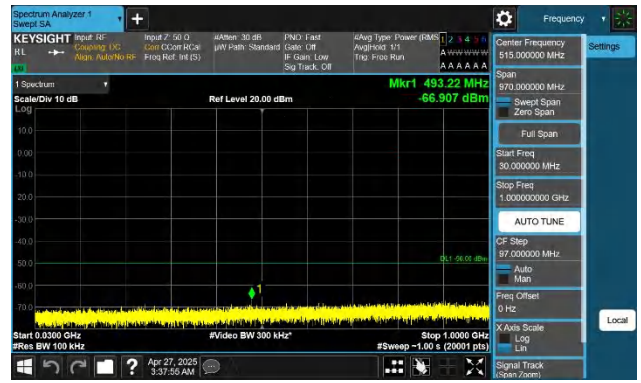 Spectrum Analyzer 1
Swept SA
Frequency
KEYSIGHT
RL
Input: RF
Coupling: DC
Align: Auto/No RF
Input Z: 50 Ω
Corr CCorr RCal
Freq Ref: Int (S)
#Atten: 30 dB
µW Path: Standard
PNO: Fast
Gate: Off
IF Gain: Low
Sig Track: Off
#Avg Type: Power (RMS)
Avg|Hold: 1/1
Trig: Free Run
1 2 3 4 5 6
A W W W W W
A A A A A A
1 Spectrum
Scale/Div 10 dB
Log
Ref Level 20.00 dBm
Mkr1 493.22 MHz
-66.907 dBm
10.0
0.00
-10.0
-20.0
-30.0
-40.0
-50.0
-60.0
-70.0
1
Start 0.0300 GHz
#Res BW 100 kHz
#Video BW 300 kHz*
Stop 1.0000 GHz
#Sweep ~1.00 s (20001 pts)
?
Apr 27, 2025
3:37:55 AM
Center Frequency
515.000000 MHz
Settings
Span
970.000000 MHz
Swept Span
Zero Span
Full Span
Start Freq
30.000000 MHz
Stop Freq
1.000000000 GHz
AUTO TUNE
CF Step
97.000000 MHz
Auto
Man
Freq Offset
0 Hz
X Axis Scale
Log
Lin
Local
Signal Track
(Span Zoom)